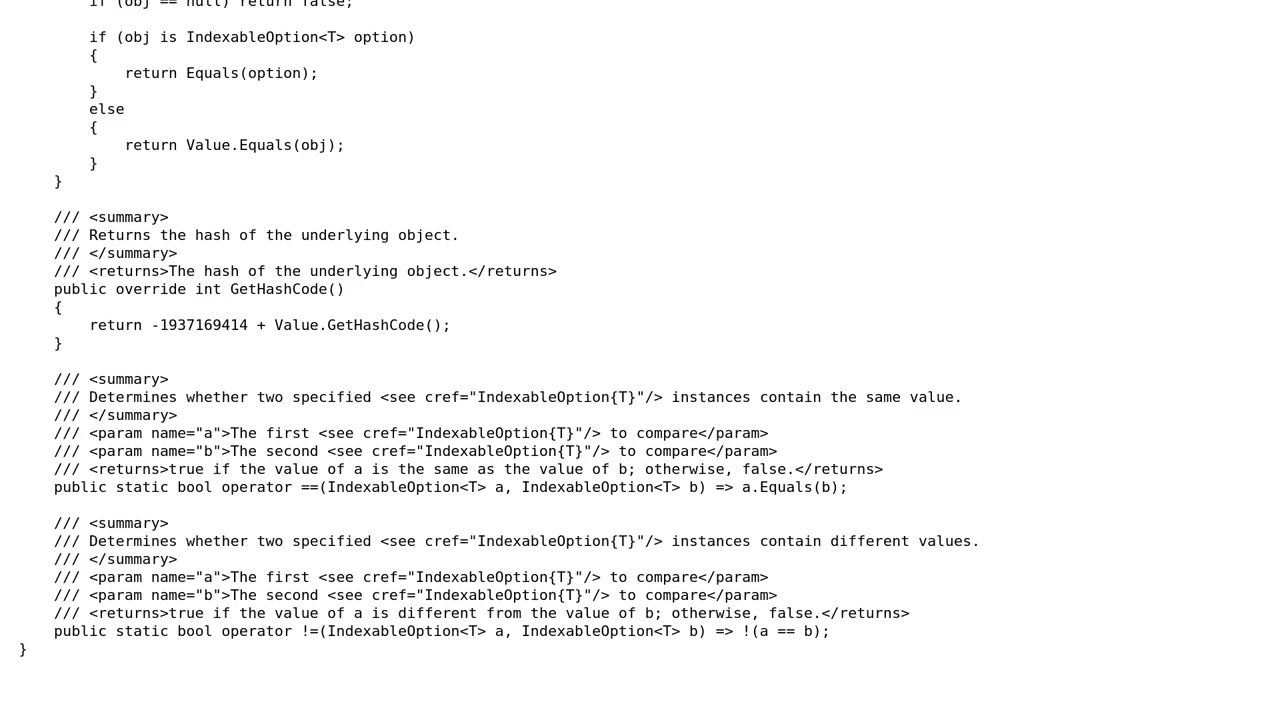 if (obj == null) return false;
if (obj is IndexableOption<T> option)
{
return Equals(option);
}
else
{
return Value.Equals(obj);
}
}
/// <summary>
/// Returns the hash of the underlying object.
/// </summary>
/// <returns>The hash of the underlying object.</returns>
public override int GetHashCode()
{
return -1937169414 + Value.GetHashCode();
}
/// <summary>
/// Determines whether two specified <see cref="IndexableOption{T}"/> instances contain the same value.
/// </summary>
/// <param name="a">The first <see cref="IndexableOption{T}"/> to compare</param>
/// <param name="b">The second <see cref="IndexableOption{T}"/> to compare</param>
/// <returns>true if the value of a is the same as the value of b; otherwise, false.</returns>
public static bool operator ==(IndexableOption<T> a, IndexableOption<T> b) => a.Equals(b);
/// <summary>
/// Determines whether two specified <see cref="IndexableOption{T}"/> instances contain different values.
/// </summary>
/// <param name="a">The first <see cref="IndexableOption{T}"/> to compare</param>
/// <param name="b">The second <see cref="IndexableOption{T}"/> to compare</param>
/// <returns>true if the value of a is different from the value of b; otherwise, false.</returns>
public static bool operator !=(IndexableOption<T> a, IndexableOption<T> b) => !(a == b);
}